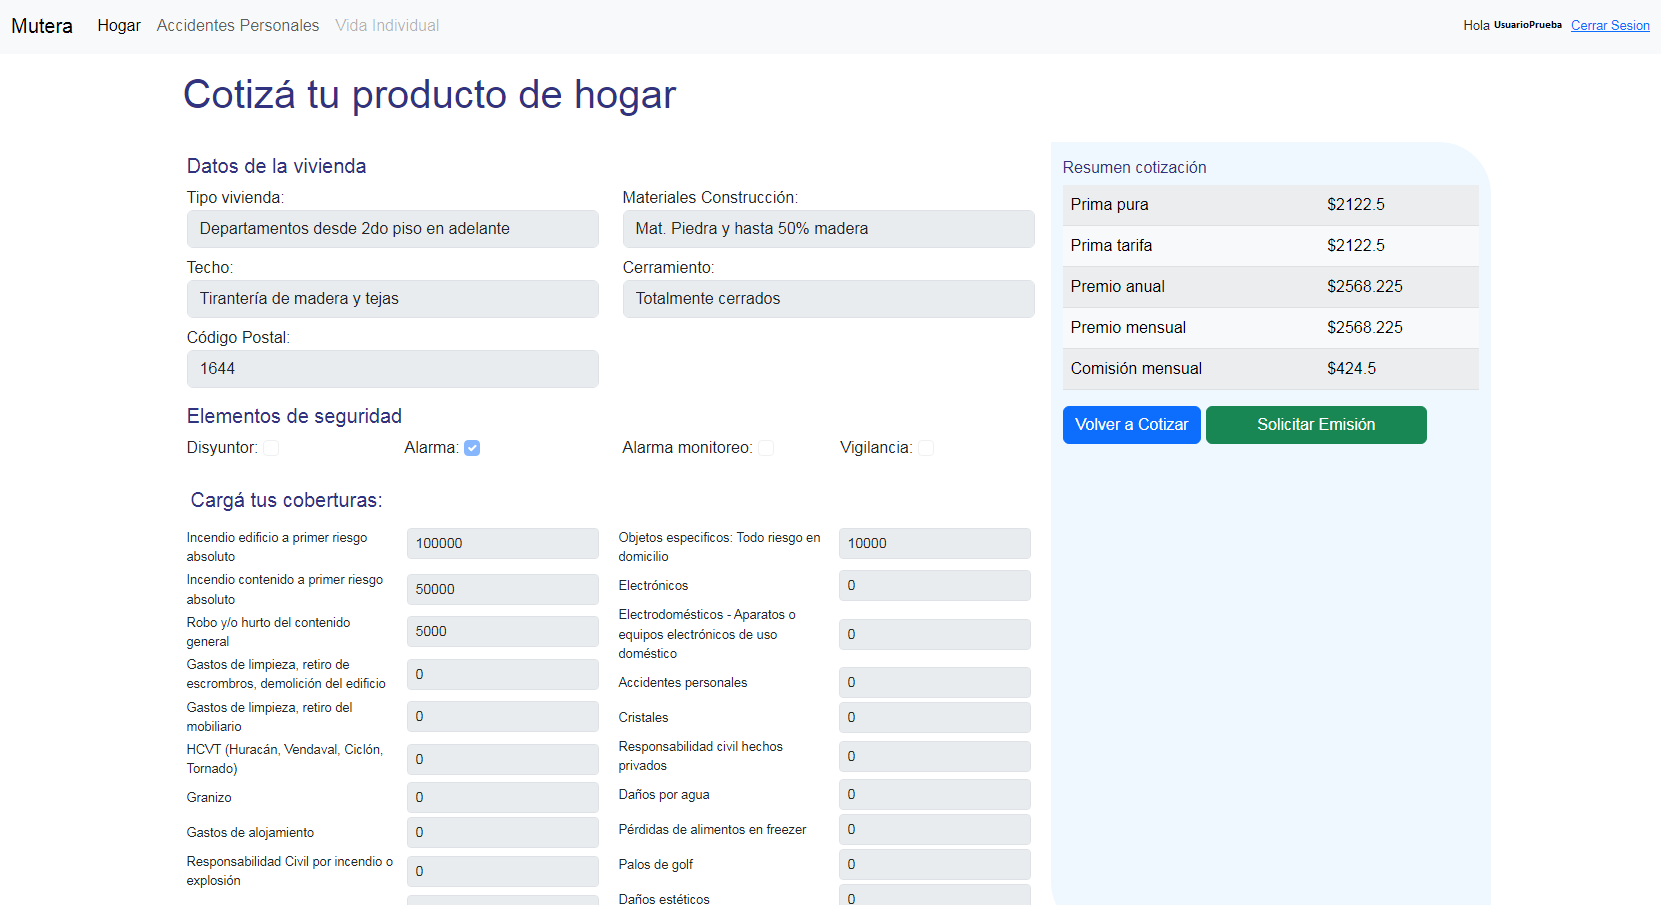 Mutera Hogar Accidentes Personales Vida Individual Hola UsuarioPrueba Cerrar Sesion
Cotizá tu producto de hogar
Datos de la vivienda
Tipo vivienda: Materiales Construcción:
Departamentos desde 2do piso en adelante Mat. Piedra y hasta 50% madera
Techo: Cerramiento:
Tirantería de madera y tejas Totalmente cerrados
Código Postal:
1644
Elementos de seguridad
Disyuntor: Alarma: Alarma monitoreo: Vigilancia:
Cargá tus coberturas:
Incendio edificio a primer riesgo
absoluto
100000
Incendio contenido a primer riesgo
absoluto
50000
Robo y/o hurto del contenido
general
5000
Gastos de limpieza, retiro de
escrombros, demolición del edificio
0
Gastos de limpieza, retiro del
mobiliario
0
HCVT (Huracán, Vendaval, Ciclón,
Tornado)
0
Granizo 0
Gastos de alojamiento 0
Responsabilidad Civil por incendio o
explosión
0
Objetos especificos: Todo riesgo en
domicilio
10000
Electrónicos 0
Electrodomésticos - Aparatos o
equipos electrónicos de uso
doméstico
0
Accidentes personales 0
Cristales 0
Responsabilidad civil hechos
privados
0
Daños por agua 0
Pérdidas de alimentos en freezer 0
Palos de golf 0
Daños estéticos 0
Resumen cotización
Prima pura $2122.5
Prima tarifa $2122.5
Premio anual $2568.225
Premio mensual $2568.225
Comisión mensual $424.5
Volver a Cotizar Solicitar Emisión